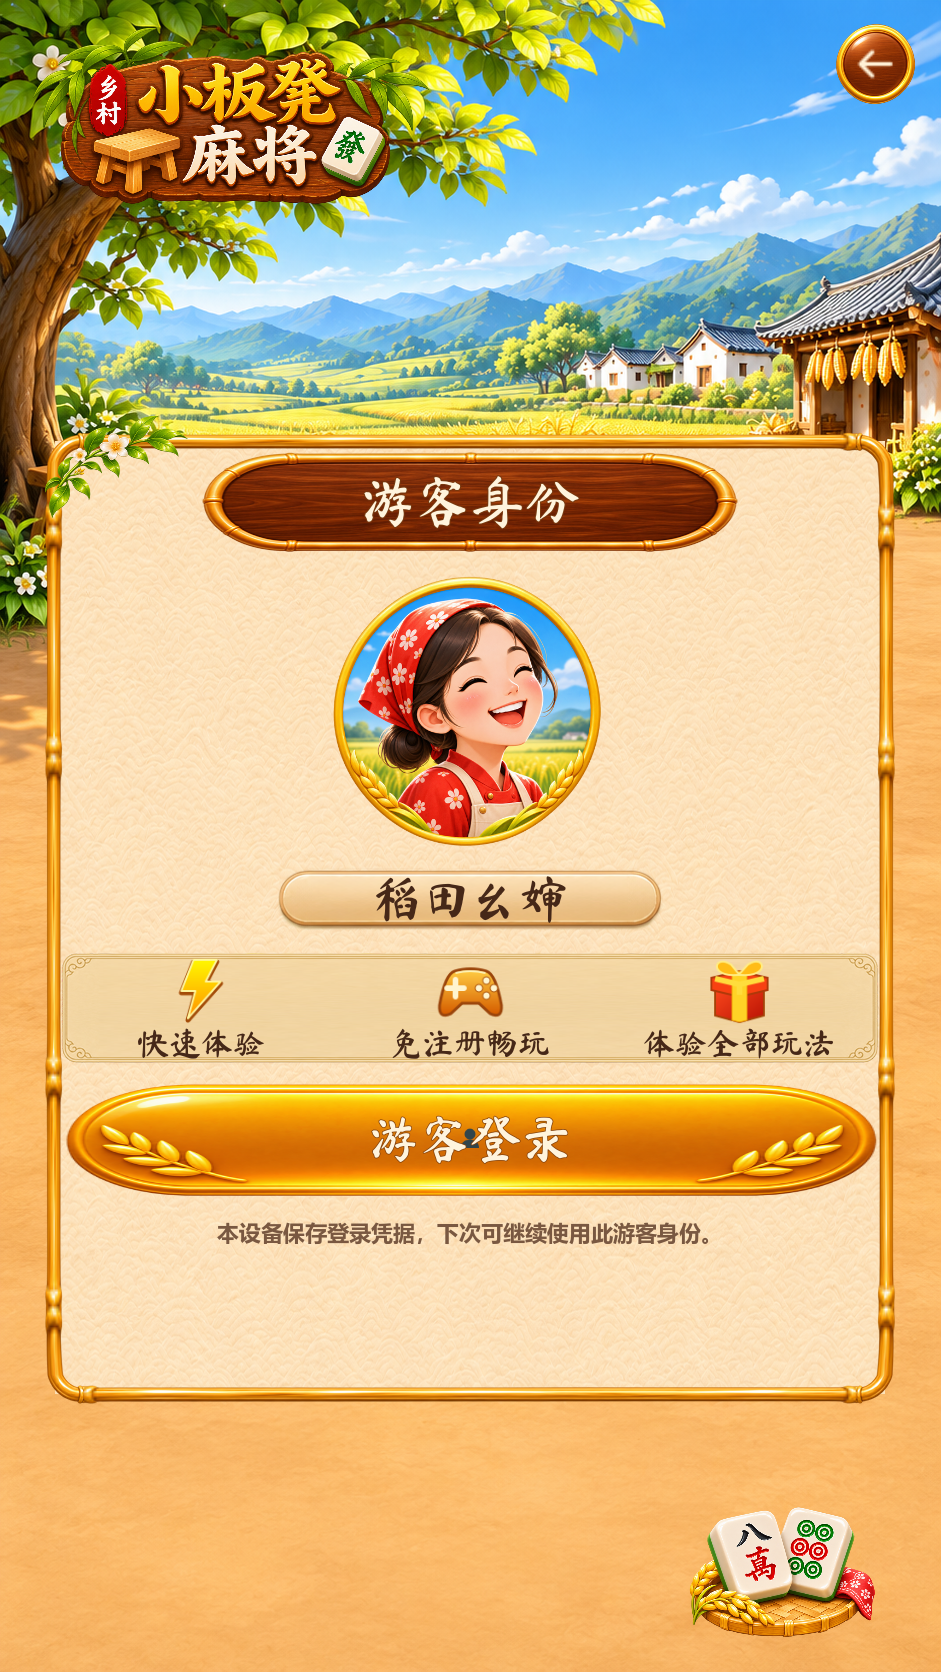 乡村
小板凳
麻将
發
游客身份
稻田幺婶
快速体验
免注册畅玩
体验全部玩法
游客登录
本设备保存登录凭据，下次可继续使用此游客身份。
八萬